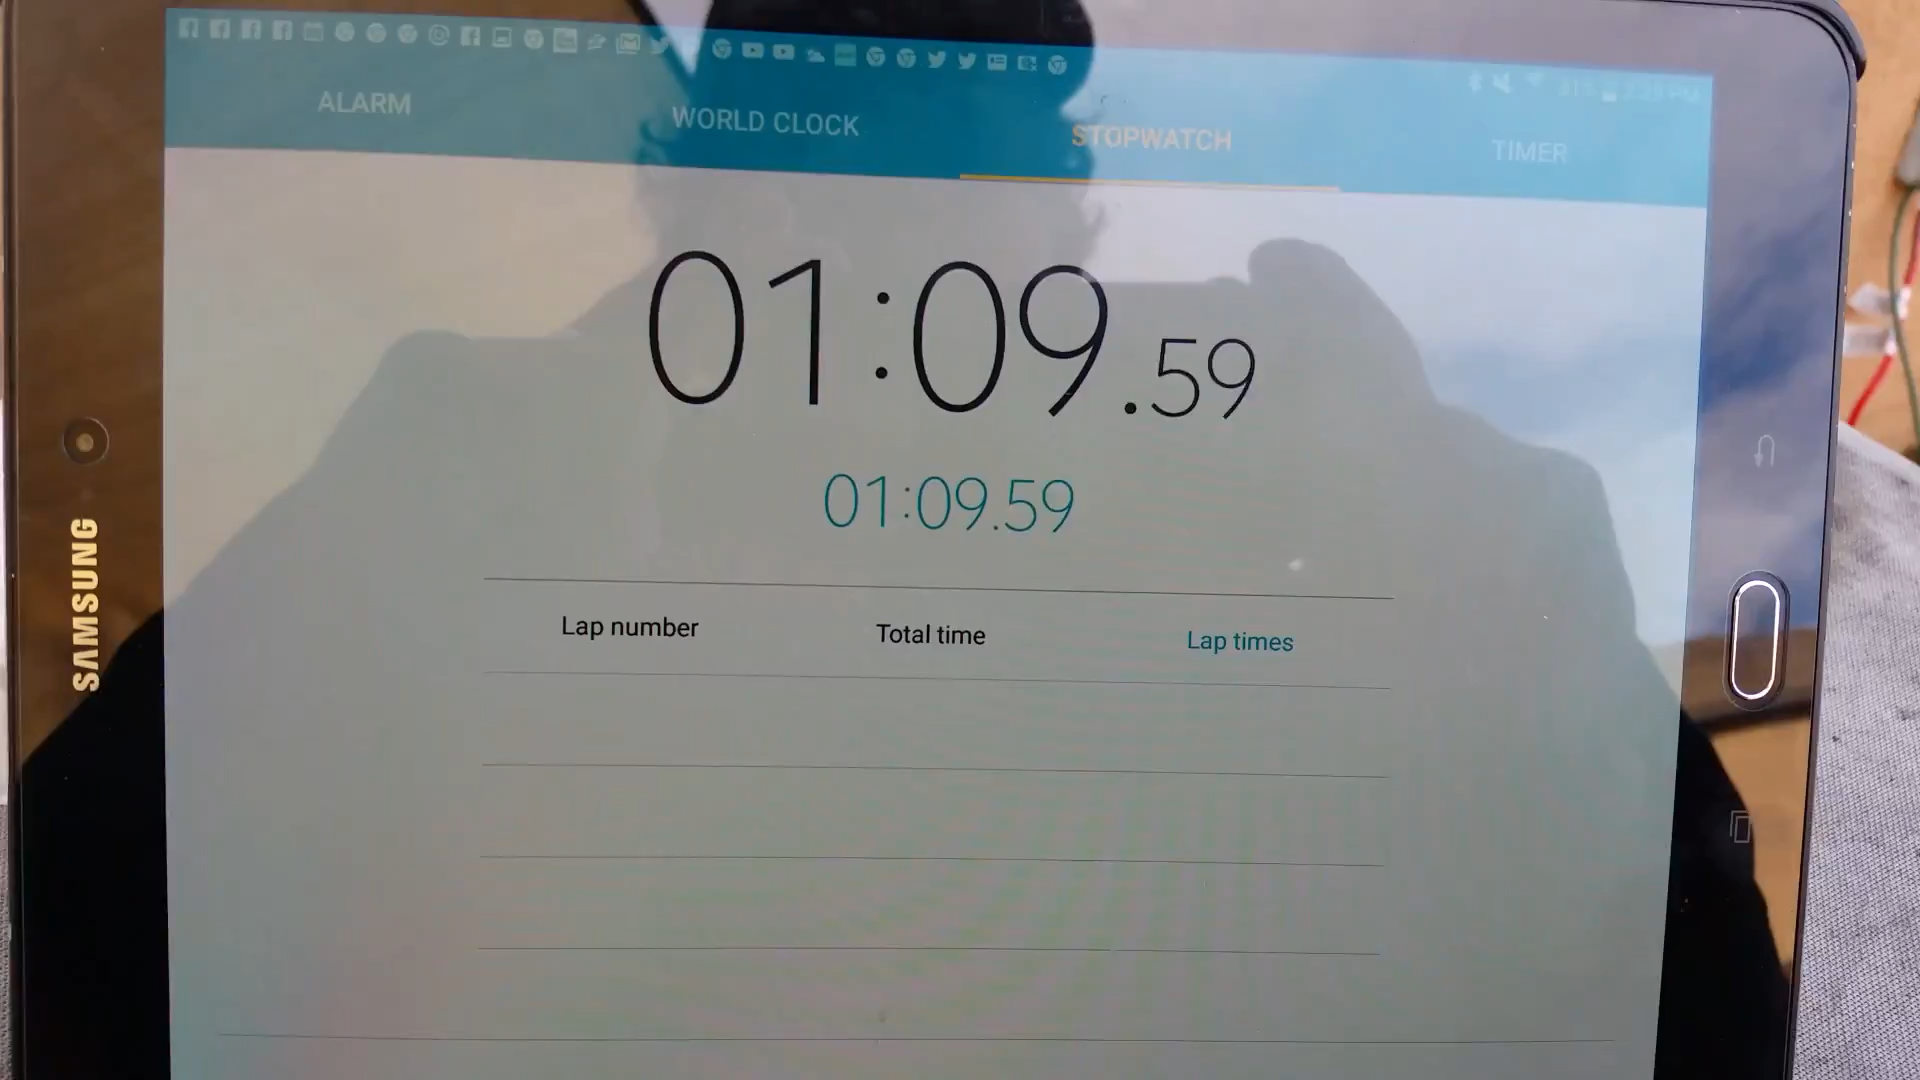 ALARM
WORLD CLOCK
STOPWATCH
TIMER
01:09.59
01:09.59
Lap number
Total time
Lap times
SAMSUNG